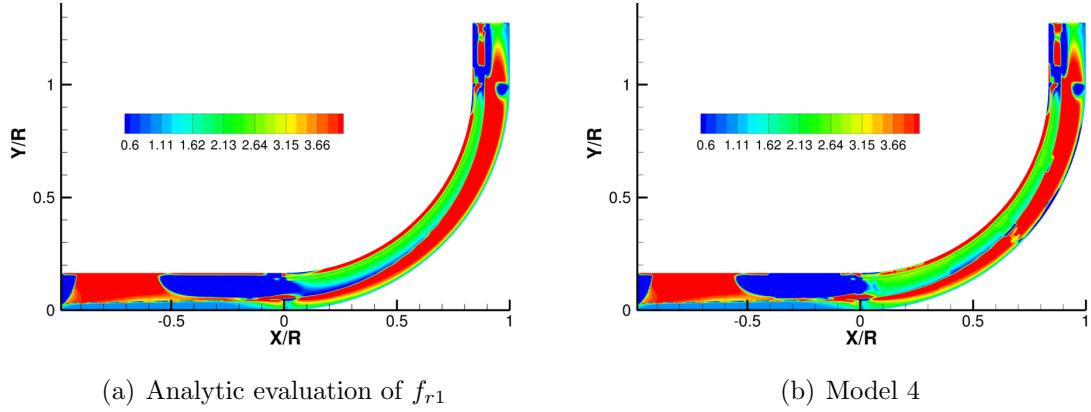 Y/R
1
0.5
0
0.6 1.11 1.62 2.13 2.64 3.15 3.66
-0.5 0 0.5 1
X/R
(a) Analytic evaluation of f_{r1}
Y/R
1
0.5
0
0.6 1.11 1.62 2.13 2.64 3.15 3.66
-0.5 0 0.5 1
X/R
(b) Model 4